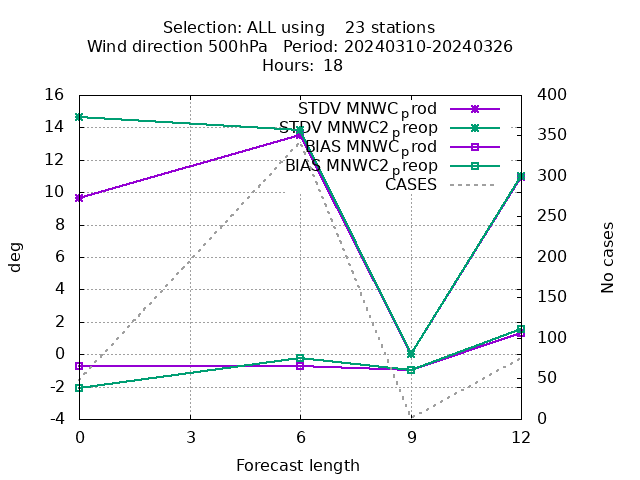 Selection: ALL using    23 stations
Wind direction 500hPa   Period: 20240310-20240326
Hours: 18
16
14
12
10
8
6
4
2
0
-2
-4
deg
400
350
300
250
200
150
100
50
0
No cases
STDV MNWC_prod
STDV MNWC2_preop
BIAS MNWC_prod
BIAS MNWC2_preop
CASES
0
3
6
9
12
Forecast length